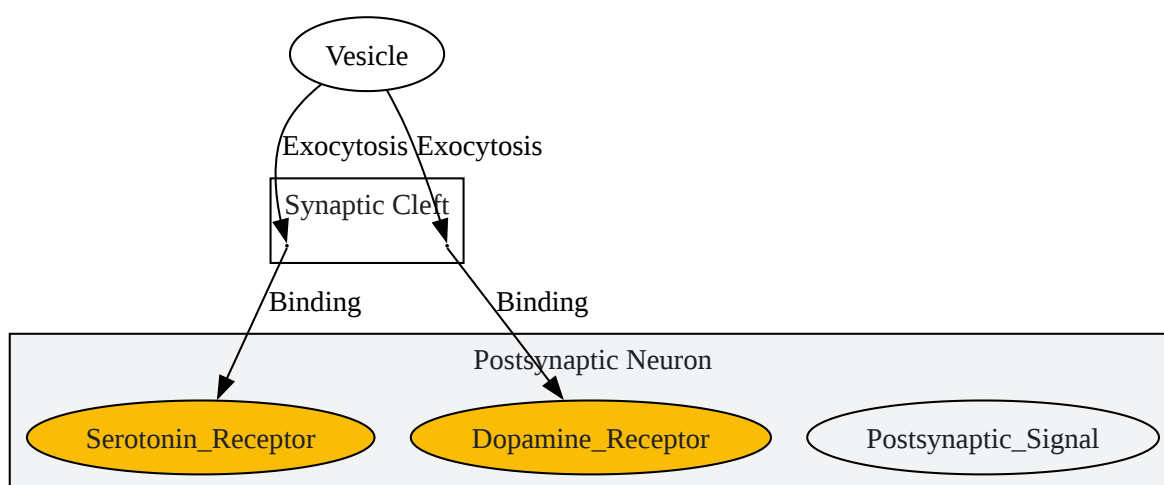 Vesicle
Exocytosis Exocytosis
Synaptic Cleft
Binding Binding
Postsynaptic Neuron
Serotonin_Receptor Dopamine_Receptor Postsynaptic_Signal